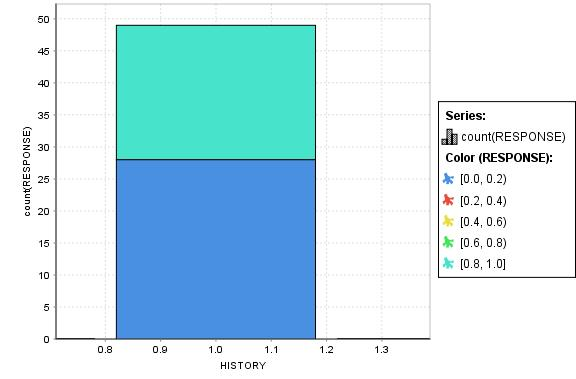 50
45
40
35
30
25
20
15
10
5
0
count(RESPONSE)
0.8 0.9 1.0 1.1 1.2 1.3
HISTORY
Series:
count(RESPONSE)
Color (RESPONSE):
[0.0, 0.2)
[0.2, 0.4)
[0.4, 0.6)
[0.6, 0.8)
[0.8, 1.0]